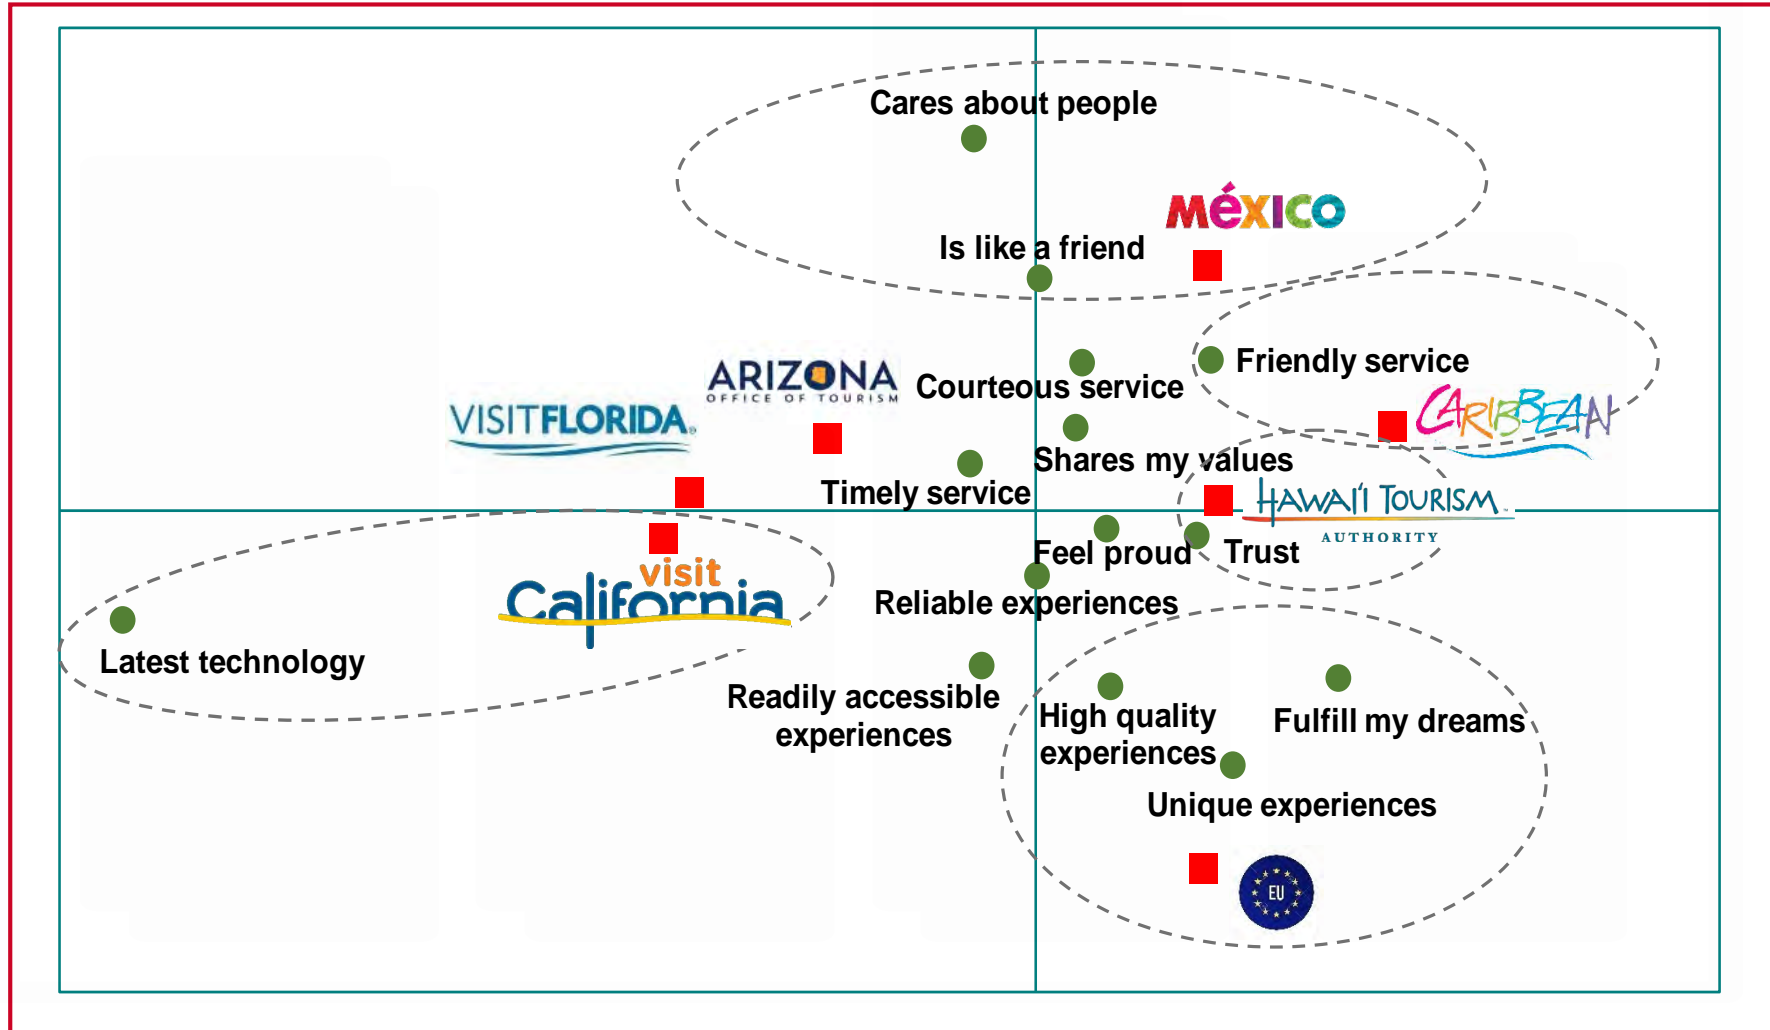 Cares about people
MéxIco
Is like a friend
Friendly service
ARIZONA
OFFICE OF TOURISM
Courteous service
CARIBBEAN
VISITFLORIDA®
Shares my values
Timely service
HAWAI'I TOURISM
AUTHORITY
Feel proud
Trust
visit
California
Reliable experiences
Latest technology
Readily accessible
experiences
High quality
experiences
Fulfill my dreams
Unique experiences
EU